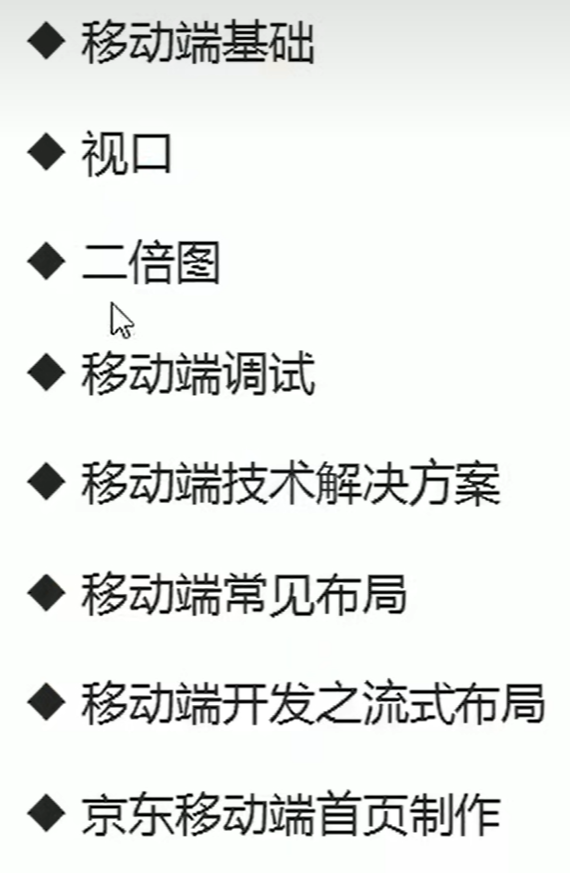 ◆ 移动端基础
◆ 视口
◆ 二倍图
◆ 移动端调试
◆ 移动端技术解决方案
◆ 移动端常见布局
◆ 移动端开发之流式布局
◆ 京东移动端首页制作